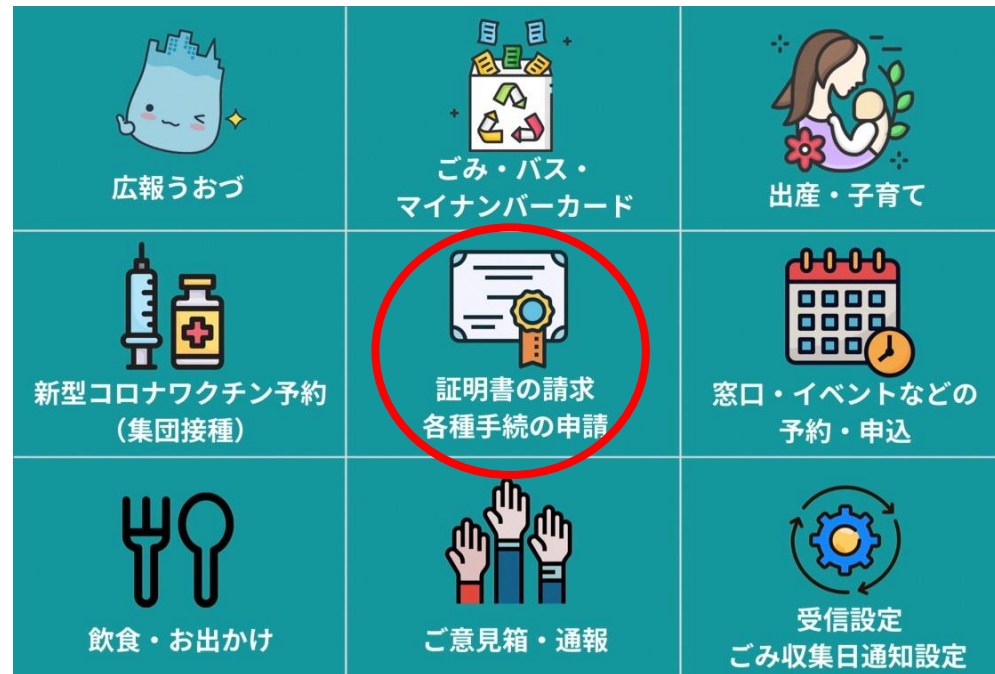 広報うおづ
ごみ・バス・
マイナンバーカード
出産・子育て
新型コロナワクチン予約
（集団接種）
証明書の請求
各種手続の申請
窓口・イベントなどの
予約・申込
飲食・お出かけ
ご意見箱・通報
受信設定
ごみ収集日通知設定